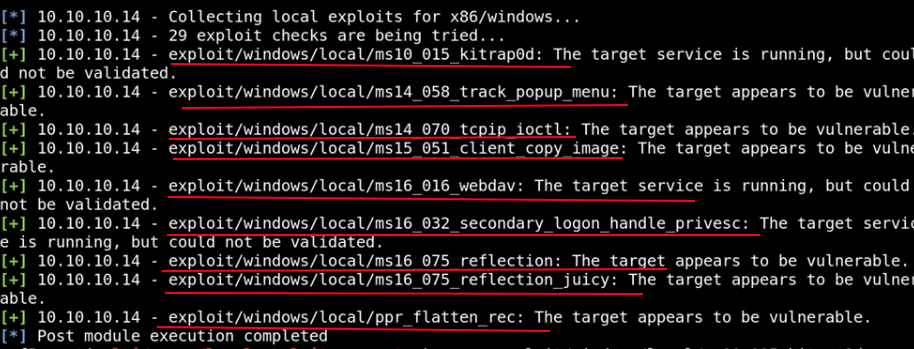 [*] 10.10.10.14 - Collecting local exploits for x86/windows...
[*] 10.10.10.14 - 29 exploit checks are being tried...
[+] 10.10.10.14 - exploit/windows/local/ms10_015_kitrap0d: The target service is running, but coul
d not be validated.
[+] 10.10.10.14 - exploit/windows/local/ms14_058_track_popup_menu: The target appears to be vulner
able.
[+] 10.10.10.14 - exploit/windows/local/ms14_070_tcpip_ioctl: The target appears to be vulnerable.
[+] 10.10.10.14 - exploit/windows/local/ms15_051_client_copy_image: The target appears to be vulne
rable.
[+] 10.10.10.14 - exploit/windows/local/ms16_016_webdav: The target service is running, but could
not be validated.
[+] 10.10.10.14 - exploit/windows/local/ms16_032_secondary_logon_handle_privesc: The target servic
e is running, but could not be validated.
[+] 10.10.10.14 - exploit/windows/local/ms16_075_reflection: The target appears to be vulnerable.
[+] 10.10.10.14 - exploit/windows/local/ms16_075_reflection_juicy: The target appears to be vulner
able.
[+] 10.10.10.14 - exploit/windows/local/ppr_flatten_rec: The target appears to be vulnerable.
[*] Post module execution completed